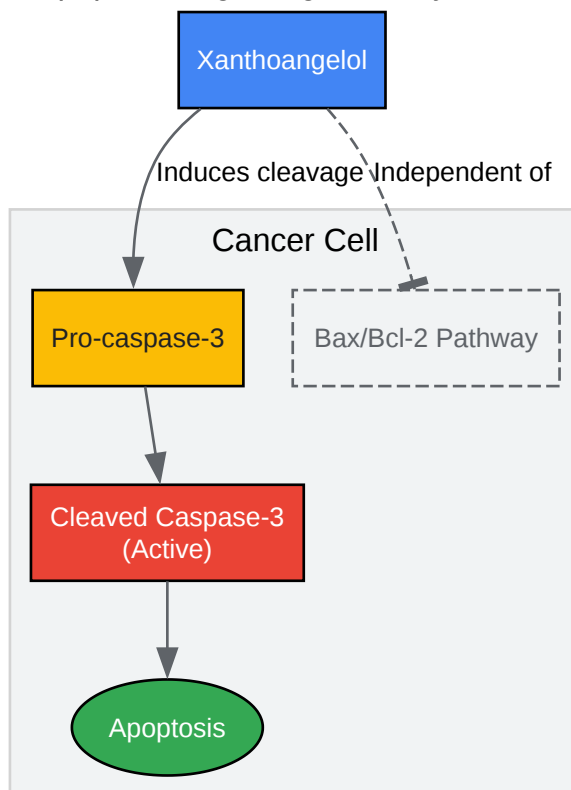 Xanthoangelol
Induces cleavage
Independent of
Cancer Cell
Pro-caspase-3
Bax/Bcl-2 Pathway
Cleaved Caspase-3
(Active)
Apoptosis